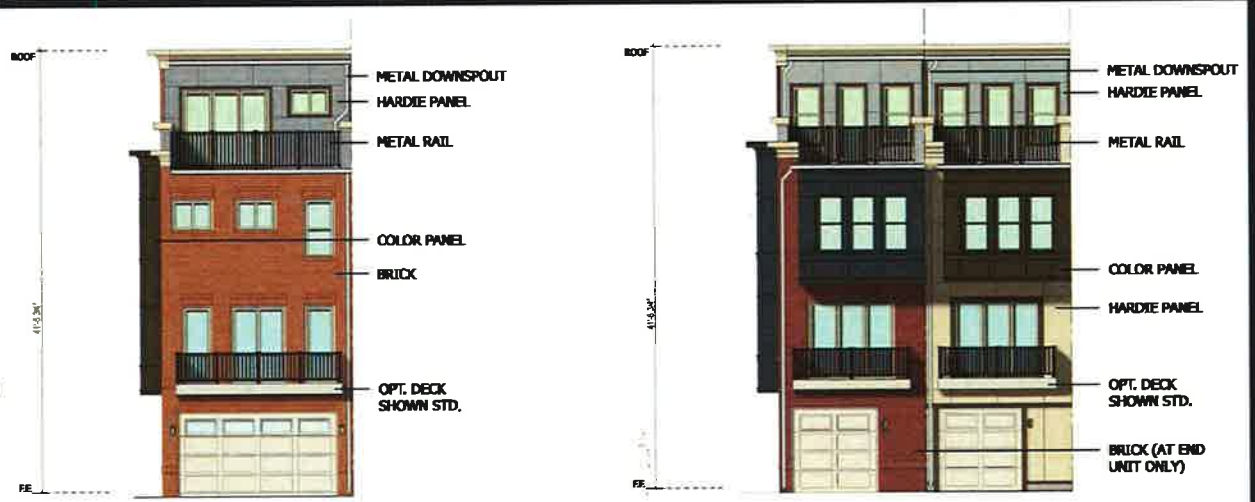 ROOF
METAL DOWNSPOUT
HARDIE PANEL
METAL RAIL
COLOR PANEL
BRICK
OPT. DECK
SHOWN STD.
F.F.
ROOF
METAL DOWNSPOUT
HARDIE PANEL
METAL RAIL
COLOR PANEL
HARDIE PANEL
OPT. DECK
SHOWN STD.
BRICK (AT END
UNIT ONLY)
F.F.